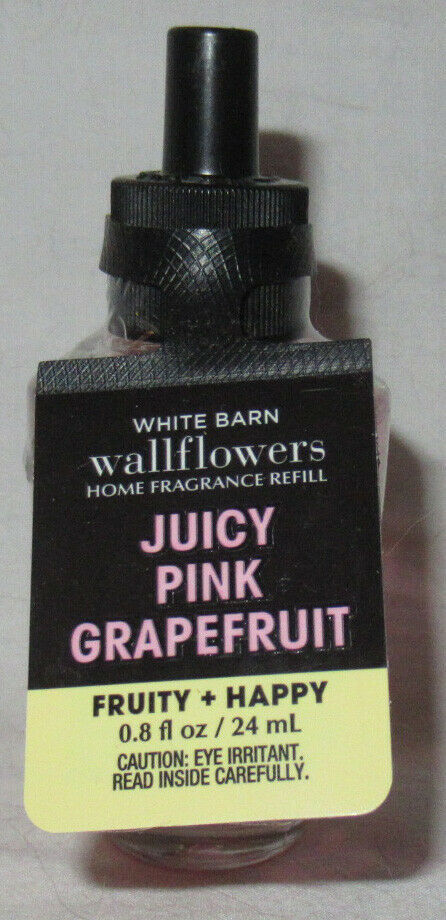 WHITE BARN
wallflowers
HOME FRAGRANCE REFILL
JUICY
PINK
GRAPEFRUIT
FRUITY + HAPPY
0.8 fl oz / 24 mL
CAUTION: EYE IRRITANT.
READ INSIDE CAREFULLY.